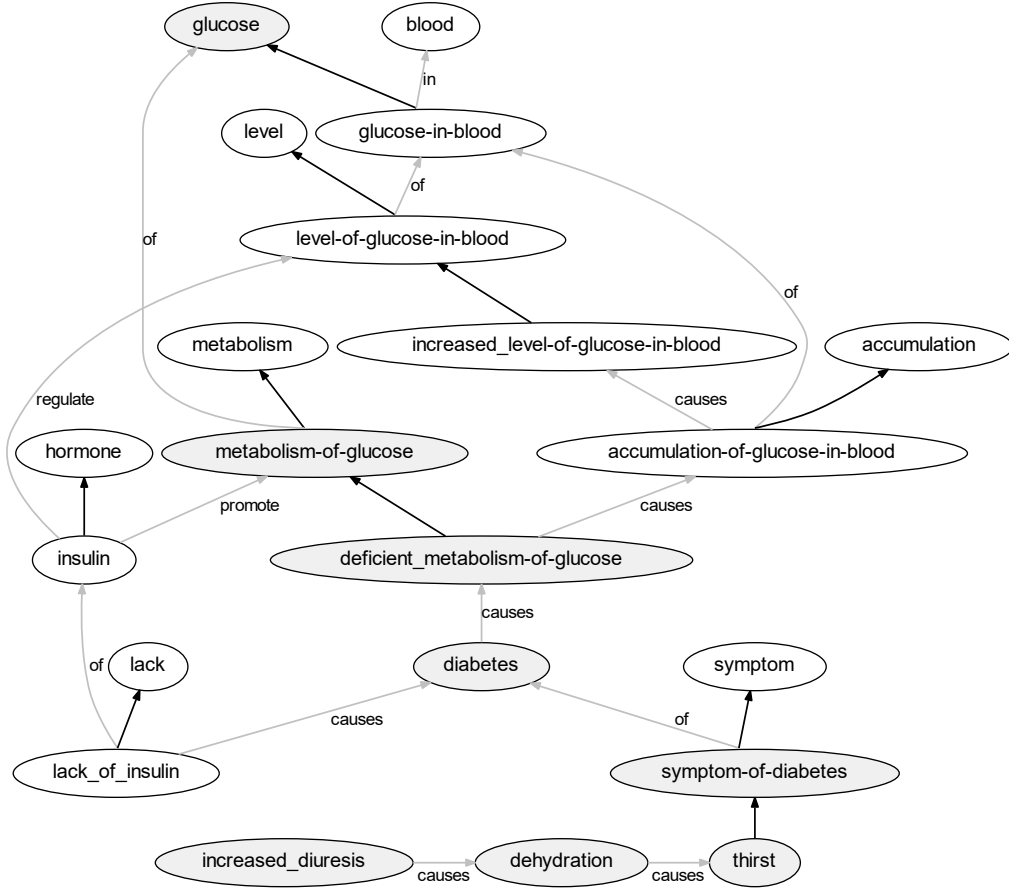 glucose
blood
in
level
glucose-in-blood
of
of
level-of-glucose-in-blood
of
metabolism
increased_level-of-glucose-in-blood
accumulation
regulate
causes
hormone
metabolism-of-glucose
accumulation-of-glucose-in-blood
promote
causes
insulin
deficient_metabolism-of-glucose
causes
of
lack
diabetes
symptom
causes
of
lack_of_insulin
symptom-of-diabetes
increased_diuresis
causes
dehydration
causes
thirst